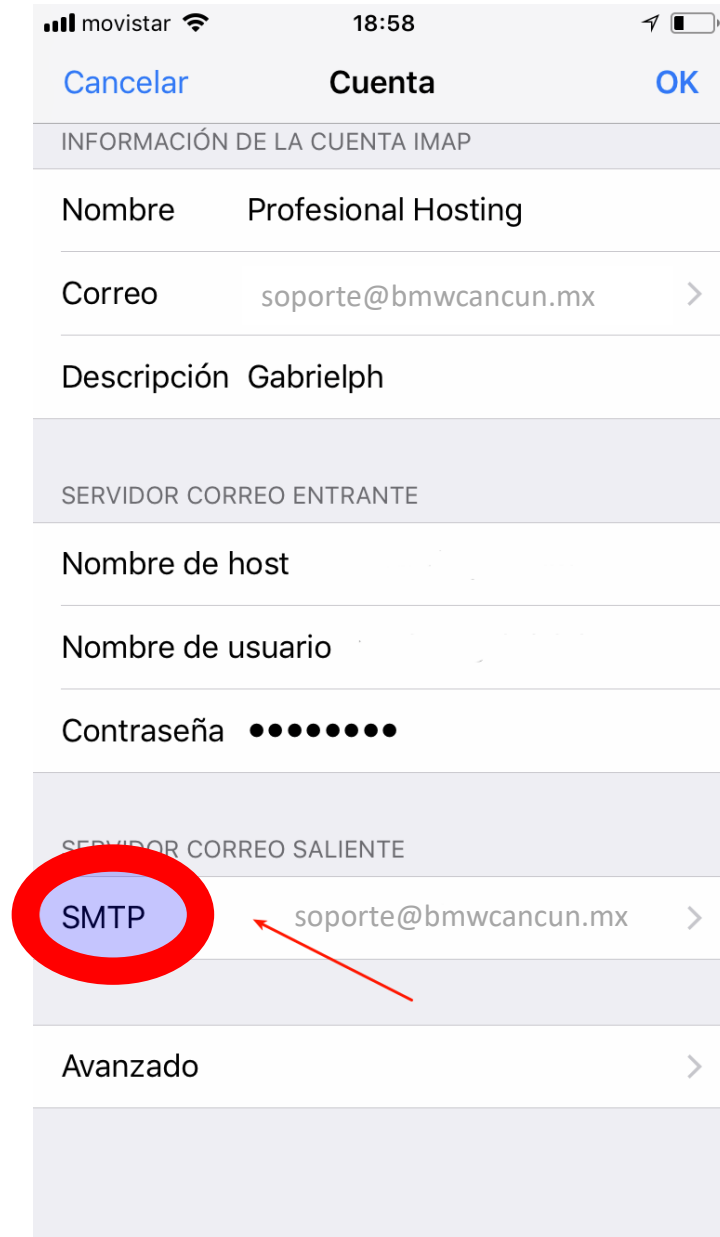 movistar 18:58
Cancelar Cuenta OK
INFORMACIÓN DE LA CUENTA IMAP
Nombre Profesional Hosting
Correo soporte@bmwcancun.mx
Descripción Gabrielph
SERVIDOR CORREO ENTRANTE
Nombre de host
Nombre de usuario
Contraseña ●●●●●●●●
SERVIDOR CORREO SALIENTE
SMTP soporte@bmwcancun.mx
Avanzado